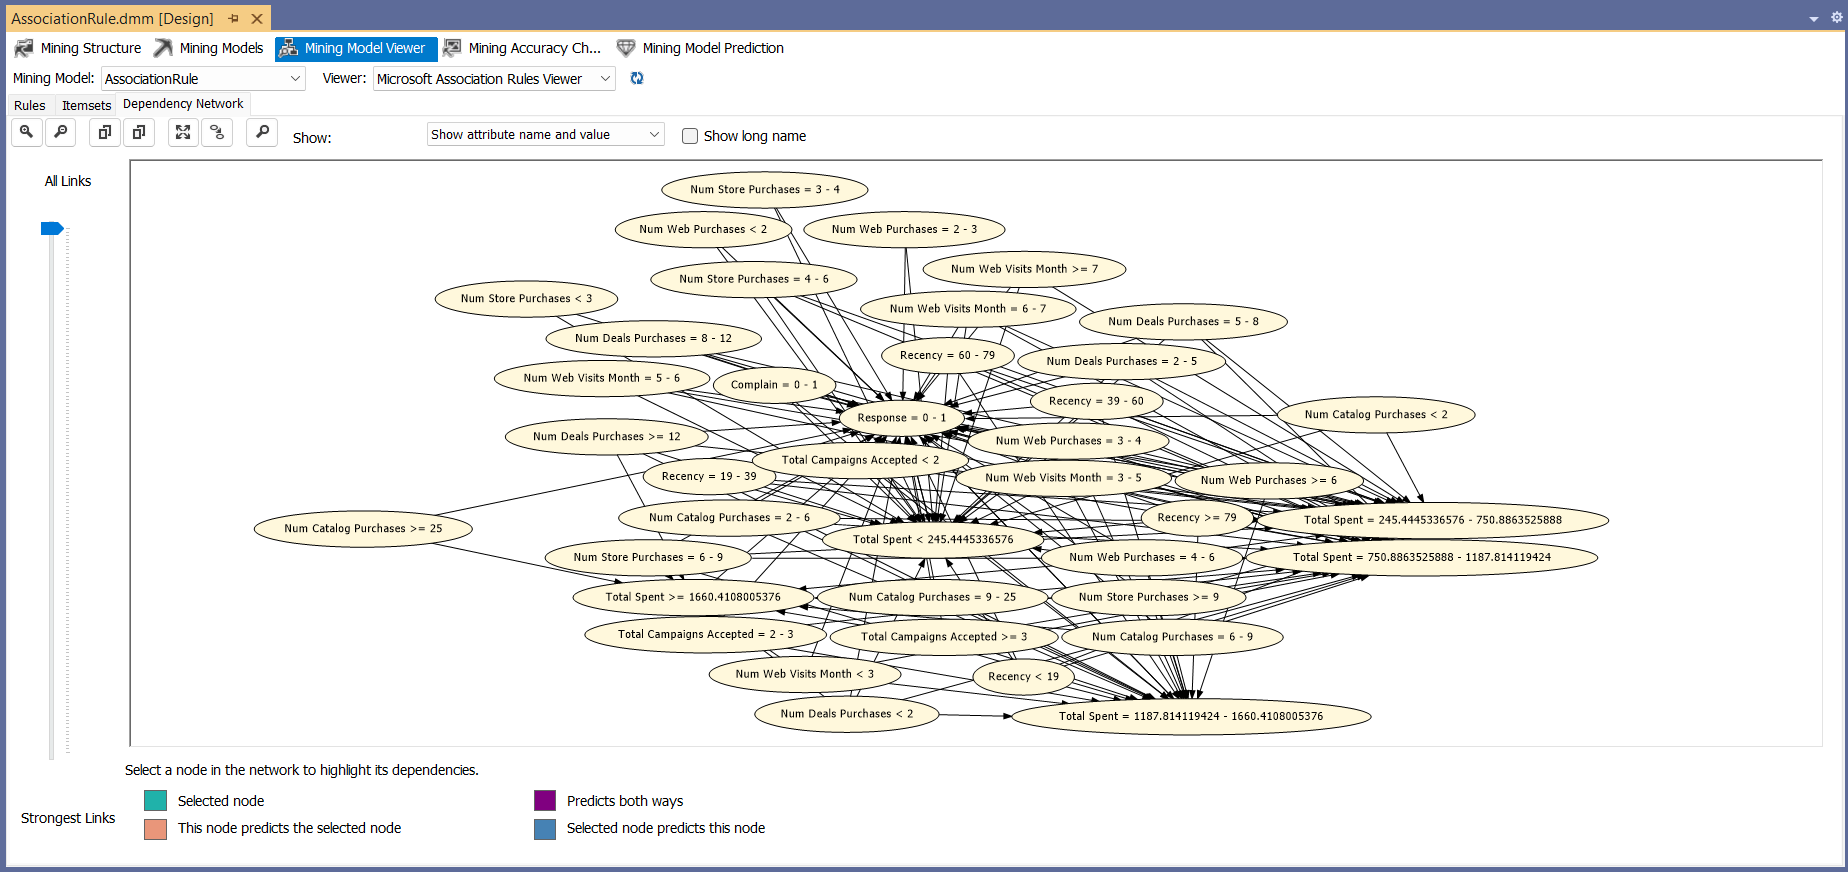 AssociationRule.dmm [Design]
Mining Structure
Mining Models
Mining Model Viewer
Mining Accuracy Ch...
Mining Model Prediction
Mining Model:
AssociationRule
Viewer:
Microsoft Association Rules Viewer
Rules
Itemsets
Dependency Network
Show:
Show attribute name and value
Show long name
All Links
Num Store Purchases = 3 - 4
Num Web Purchases < 2
Num Web Purchases = 2 - 3
Num Web Visits Month >= 7
Num Store Purchases = 4 - 6
Num Store Purchases < 3
Num Web Visits Month = 6 - 7
Num Deals Purchases = 5 - 8
Num Deals Purchases = 8 - 12
Recency = 60 - 79
Num Deals Purchases = 2 - 5
Num Web Visits Month = 5 - 6
Complain = 0 - 1
Recency = 39 - 60
Response = 0 - 1
Num Catalog Purchases < 2
Num Deals Purchases >= 12
Num Web Purchases = 3 - 4
Total Campaigns Accepted < 2
Recency = 19 - 39
Num Web Visits Month = 3 - 5
Num Web Purchases >= 6
Num Catalog Purchases = 2 - 6
Recency >= 79
Total Spent = 245.4445336576 - 750.8863525888
Num Catalog Purchases >= 25
Total Spent < 245.4445336576
Num Store Purchases = 6 - 9
Num Web Purchases = 4 - 6
Total Spent = 750.8863525888 - 1187.814119424
Total Spent >= 1660.4108005376
Num Catalog Purchases = 9 - 25
Num Store Purchases >= 9
Total Campaigns Accepted = 2 - 3
Total Campaigns Accepted >= 3
Num Catalog Purchases = 6 - 9
Num Web Visits Month < 3
Recency < 19
Num Deals Purchases < 2
Total Spent = 1187.814119424 - 1660.4108005376
Select a node in the network to highlight its dependencies.
Selected node
Predicts both ways
Strongest Links
This node predicts the selected node
Selected node predicts this node